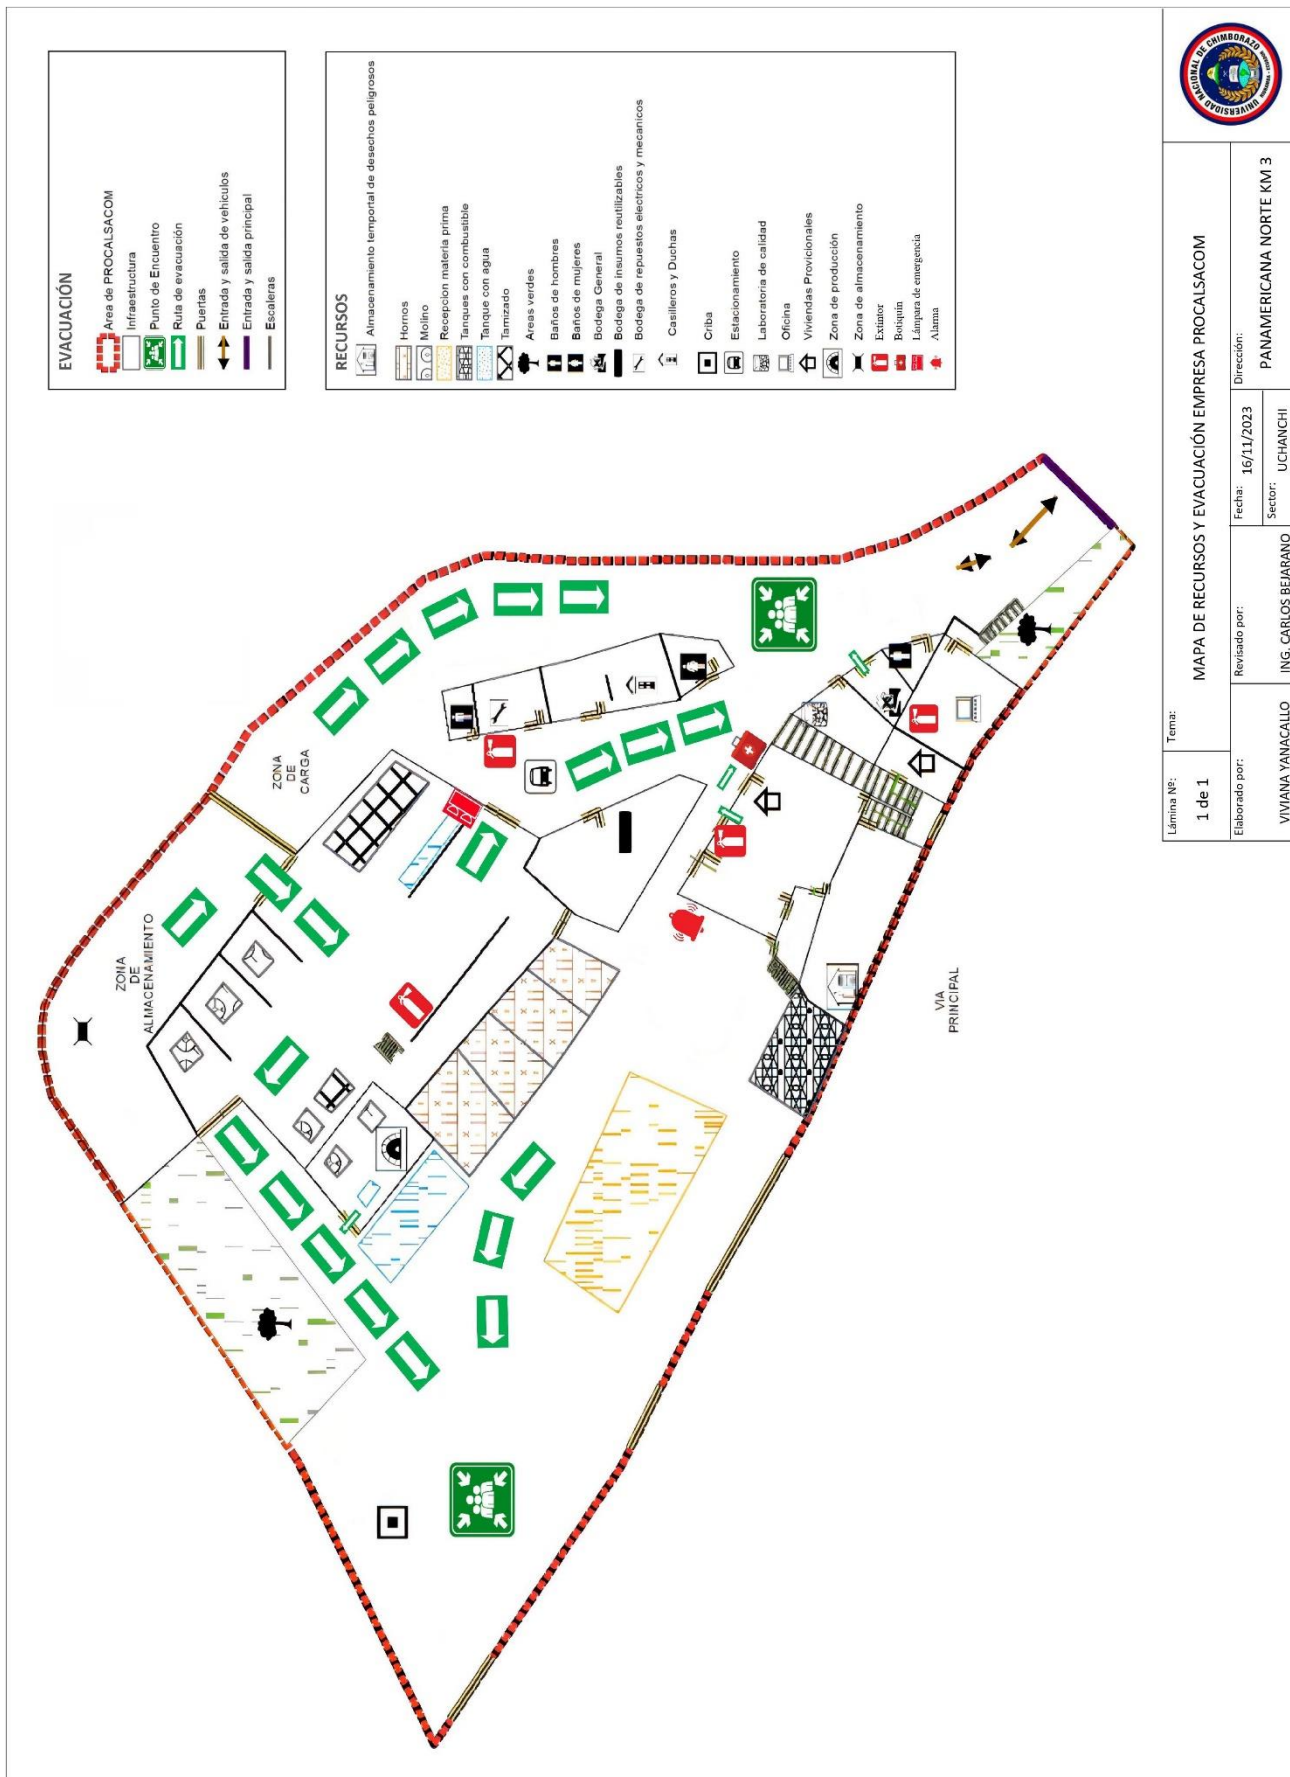 EVACUACIÓN
Area de PROCALSACOM
Infraestructura
Punto de Encuentro
Ruta de evacuación
Puertas
Entrada y salida de vehículos
Entrada y salida principal
Escaleras
RECURSOS
Almacenamiento temportal de desechos peligrosos
Hornos
Molino
Recepcion materia prima
Tanques con combustible
Tanque con agua
Tamizado
Areas verdes
Baños de hombres
Baños de mujeres
Bodega General
Bodega de insumos reutilizables
Bodega de repuestos electricos y mecanicos
Casilleros y Duchas
Criba
Estacionamiento
Laboratoria de calidad
Oficina
Viviendas Provicionales
Zona de producción
Zona de almacenamiento
Extintor
Botiquín
Lámpara de emergencia
Alarma
ZONA
DE
ALMACENAMIENTO
ZONA
DE
CARGA
VIA
PRINCIPAL
Lámina Nº:
1 de 1
Tema:
MAPA DE RECURSOS Y EVACUACIÓN EMPRESA PROCALSACOM
Elaborado por:
VIVIANA YANACALLO
Revisado por:
ING. CARLOS BEJARANO
Fecha:
16/11/2023
Sector: UCHANCHI
Dirección:
PANAMERICANA NORTE KM 3
UNIVERSIDAD NACIONAL DE CHIMBORAZO